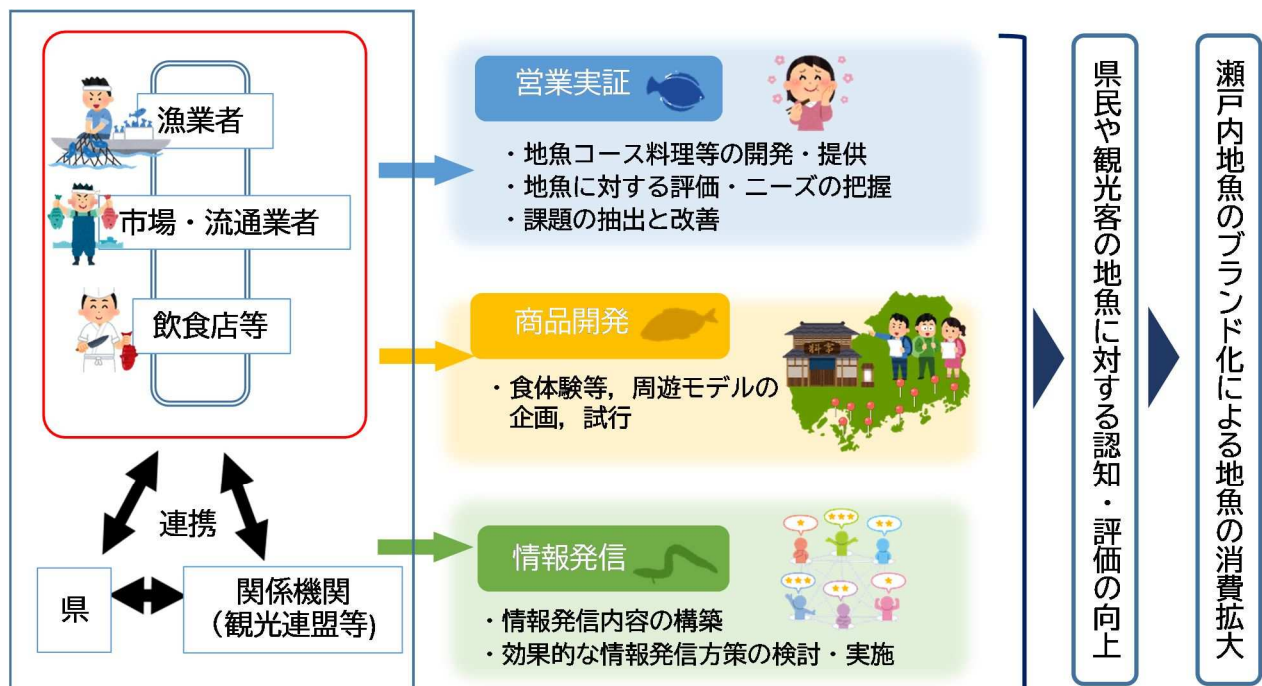 漁業者
市場・流通業者
飲食店等
連携
県
関係機関
（観光連盟等)
営業実証
・地魚コース料理等の開発・提供
・地魚に対する評価・ニーズの把握
・課題の抽出と改善
商品開発
・食体験等，周遊モデルの
企画，試行
情報発信
・情報発信内容の構築
・効果的な情報発信方策の検討・実施
県民や観光客の地魚に対する認知・評価の向上
瀬戸内地魚のブランド化による地魚の消費拡大